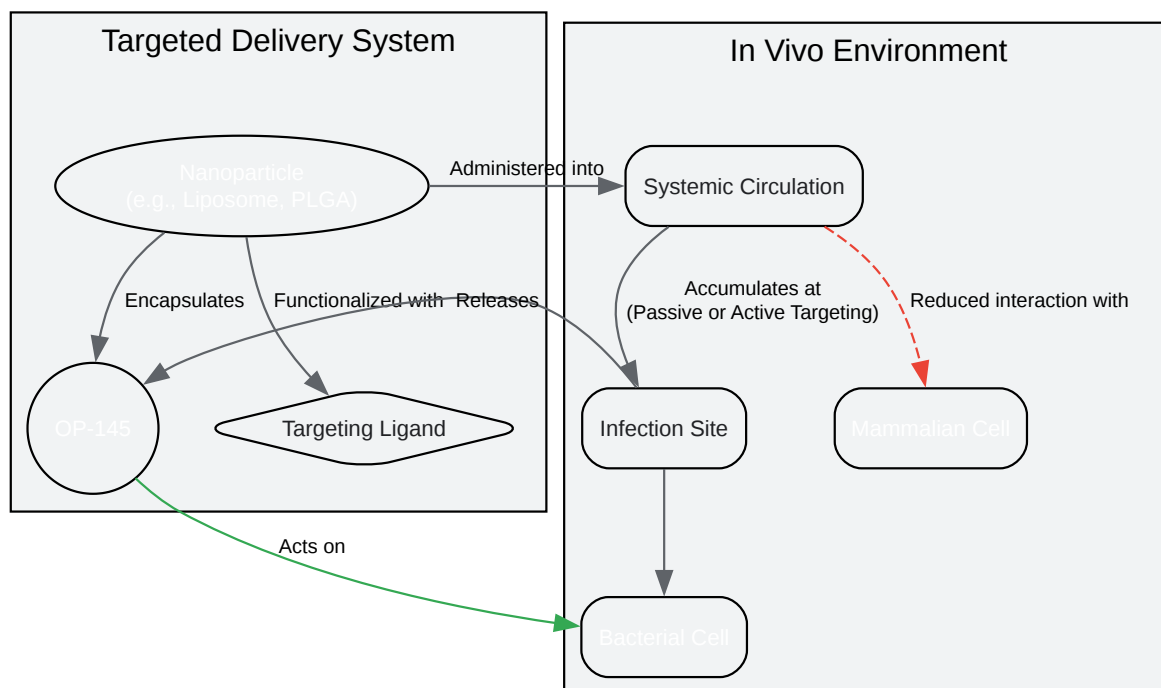 Targeted Delivery System
In Vivo Environment
Nanoparticle
(e.g., Liposome, PLGA)
Administered into
Systemic Circulation
Encapsulates
Functionalized with
Releases
Accumulates at
(Passive or Active Targeting)
Reduced interaction with
OP-145
Targeting Ligand
Infection Site
Mammalian Cell
Acts on
Bacterial Cell